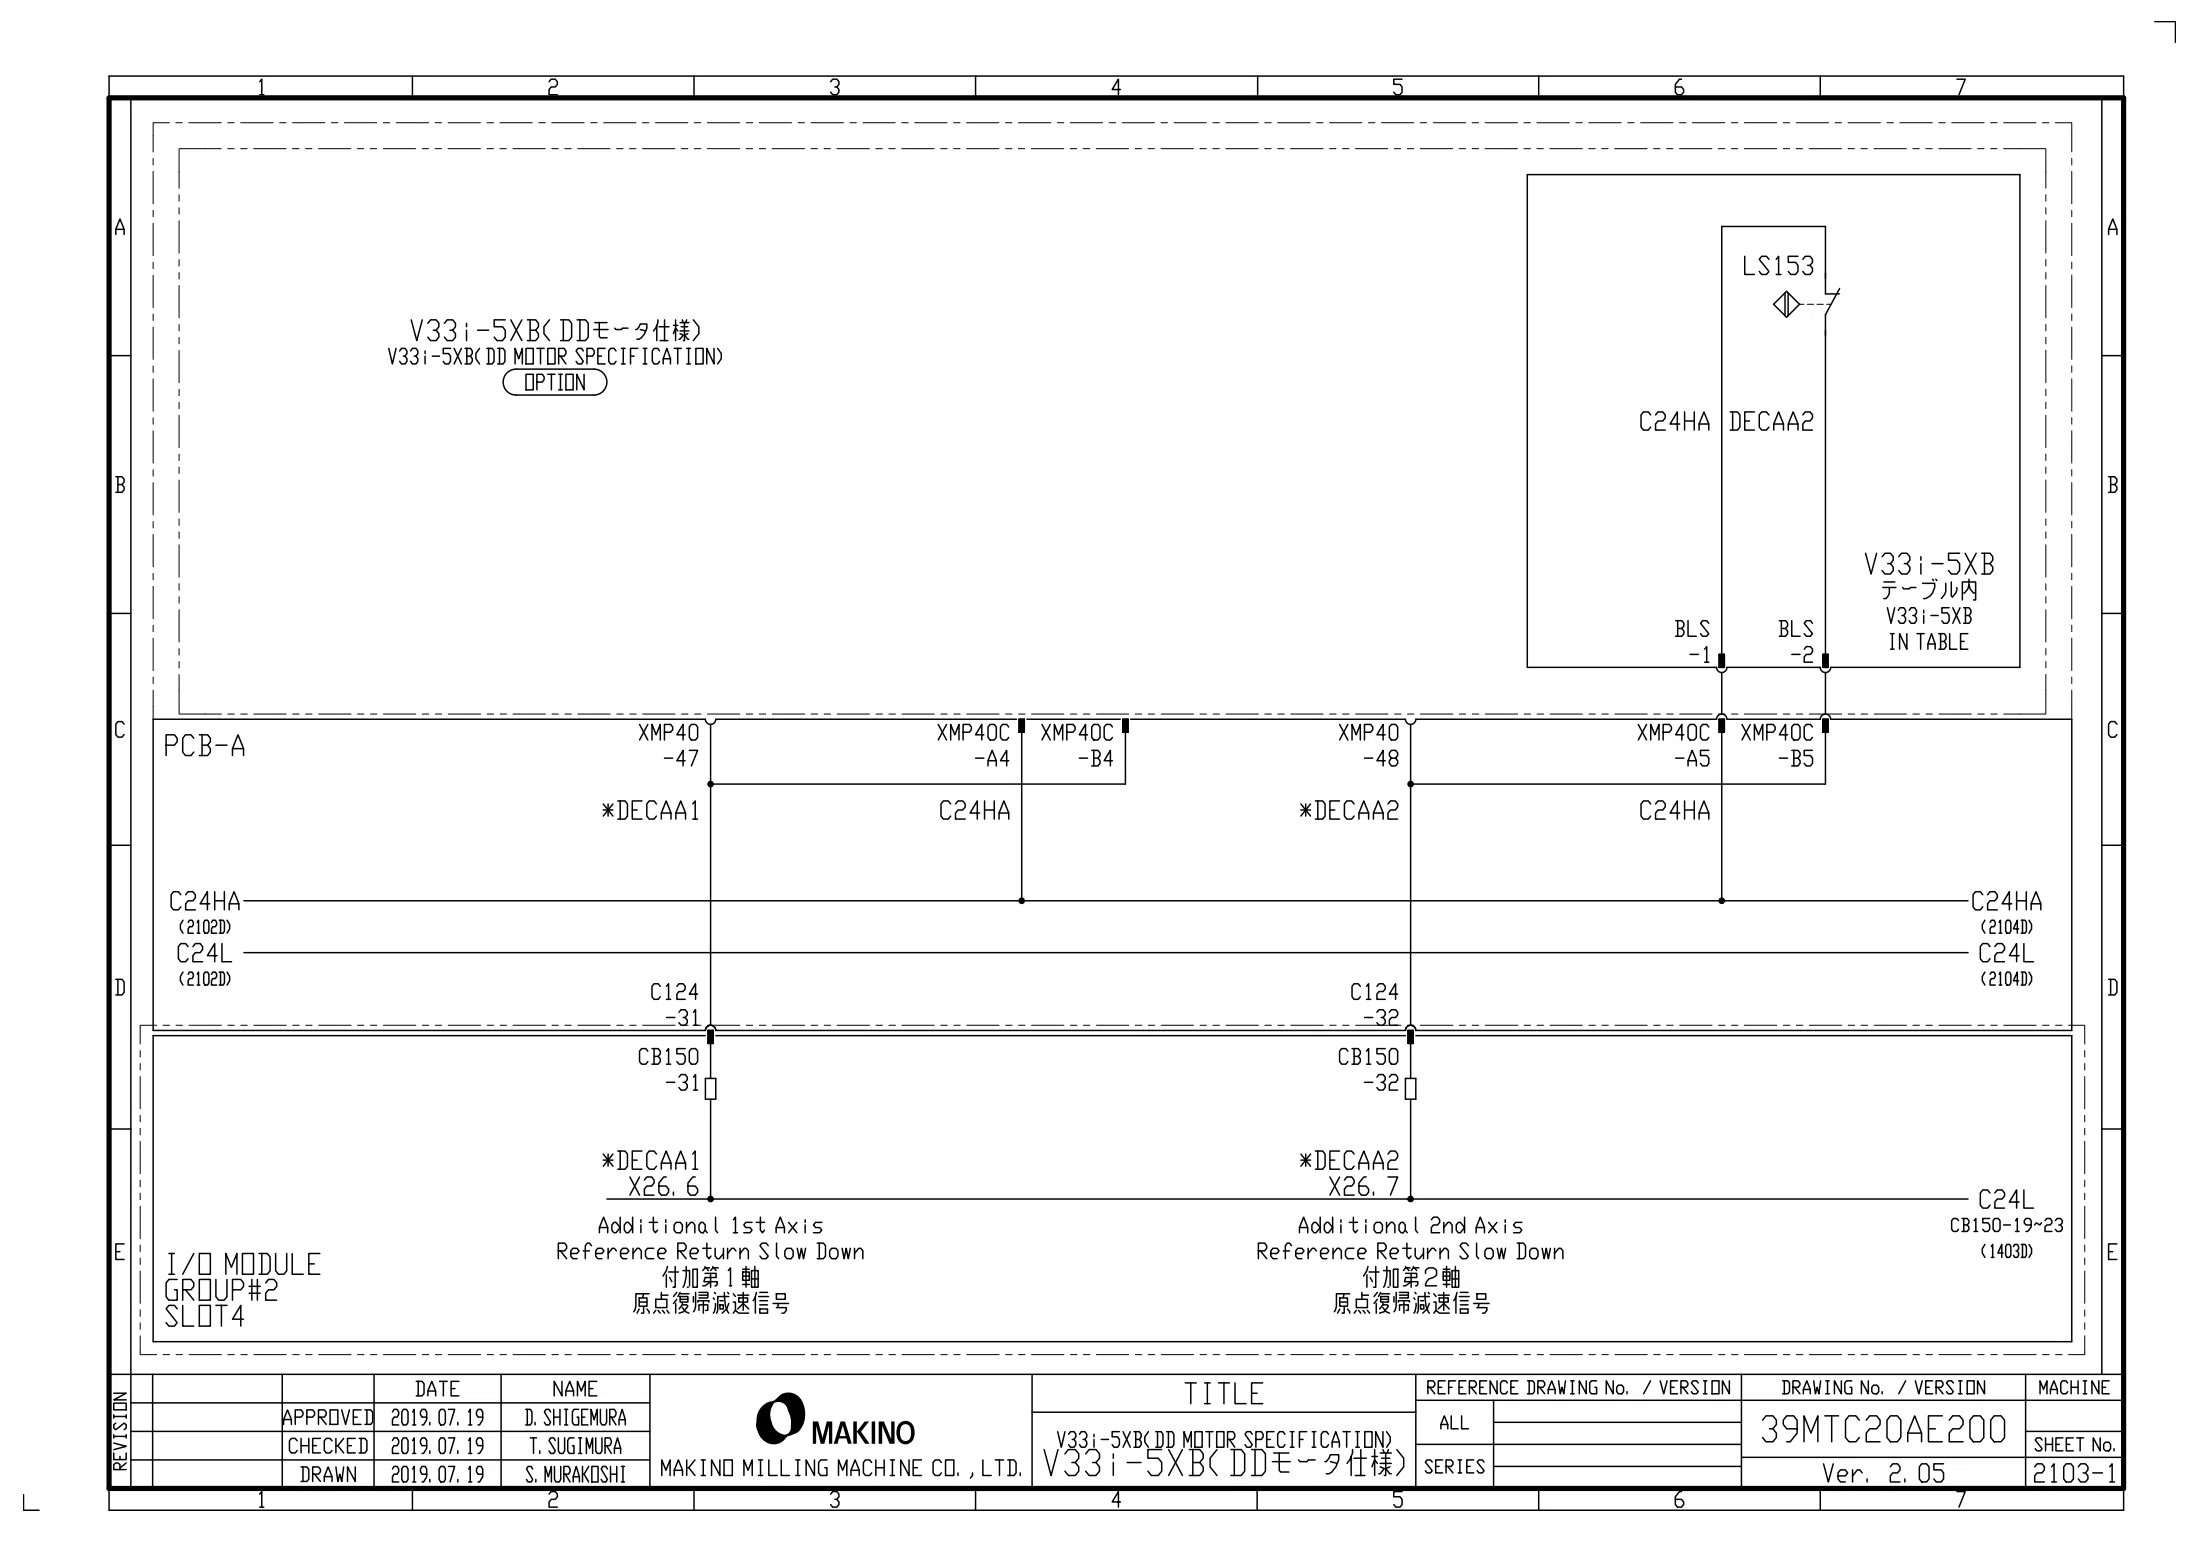 1 2 3 4 5 6 7
A A
LS153
V33i-5XB(DDモータ仕様)
V33i-5XB(DD MOTOR SPECIFICATION)
OPTION
C24HA DECAA2
B B
V33i-5XB
テーブル内
V33i-5XB
IN TABLE
BLS BLS
-1 -2
C C
PCB-A
XMP40 XMP40C XMP40C XMP40 XMP40C XMP40C
-47 -A4 -B4 -48 -A5 -B5
*DECAA1 C24HA *DECAA2 C24HA
C24HA C24HA
(2102D) (2104D)
C24L C24L
(2102D) (2104D)
D D
C124 C124
-31 -32
CB150 CB150
-31 -32
*DECAA1 *DECAA2
X26.6 X26.7
C24L
CB150-19~23
(1403D)
Additional 1st Axis Additional 2nd Axis
Reference Return Slow Down Reference Return Slow Down
付加第1軸 付加第2軸
原点復帰減速信号 原点復帰減速信号
E E
I/O MODULE
GROUP#2
SLOT4
REVISION
DATE NAME
APPROVED 2019.07.19 D. SHIGEMURA
CHECKED 2019.07.19 T. SUGIMURA
DRAWN 2019.07.19 S. MURAKOSHI
MAKINO
MAKINO MILLING MACHINE CO.,LTD.
TITLE
V33i-5XB(DD MOTOR SPECIFICATION)
V33i-5XB(DDモータ仕様)
REFERENCE DRAWING No. / VERSION
ALL
SERIES
DRAWING No. / VERSION
39MTC20AE200
Ver. 2.05
MACHINE
SHEET No.
2103-1
1 2 3 4 5 6 7